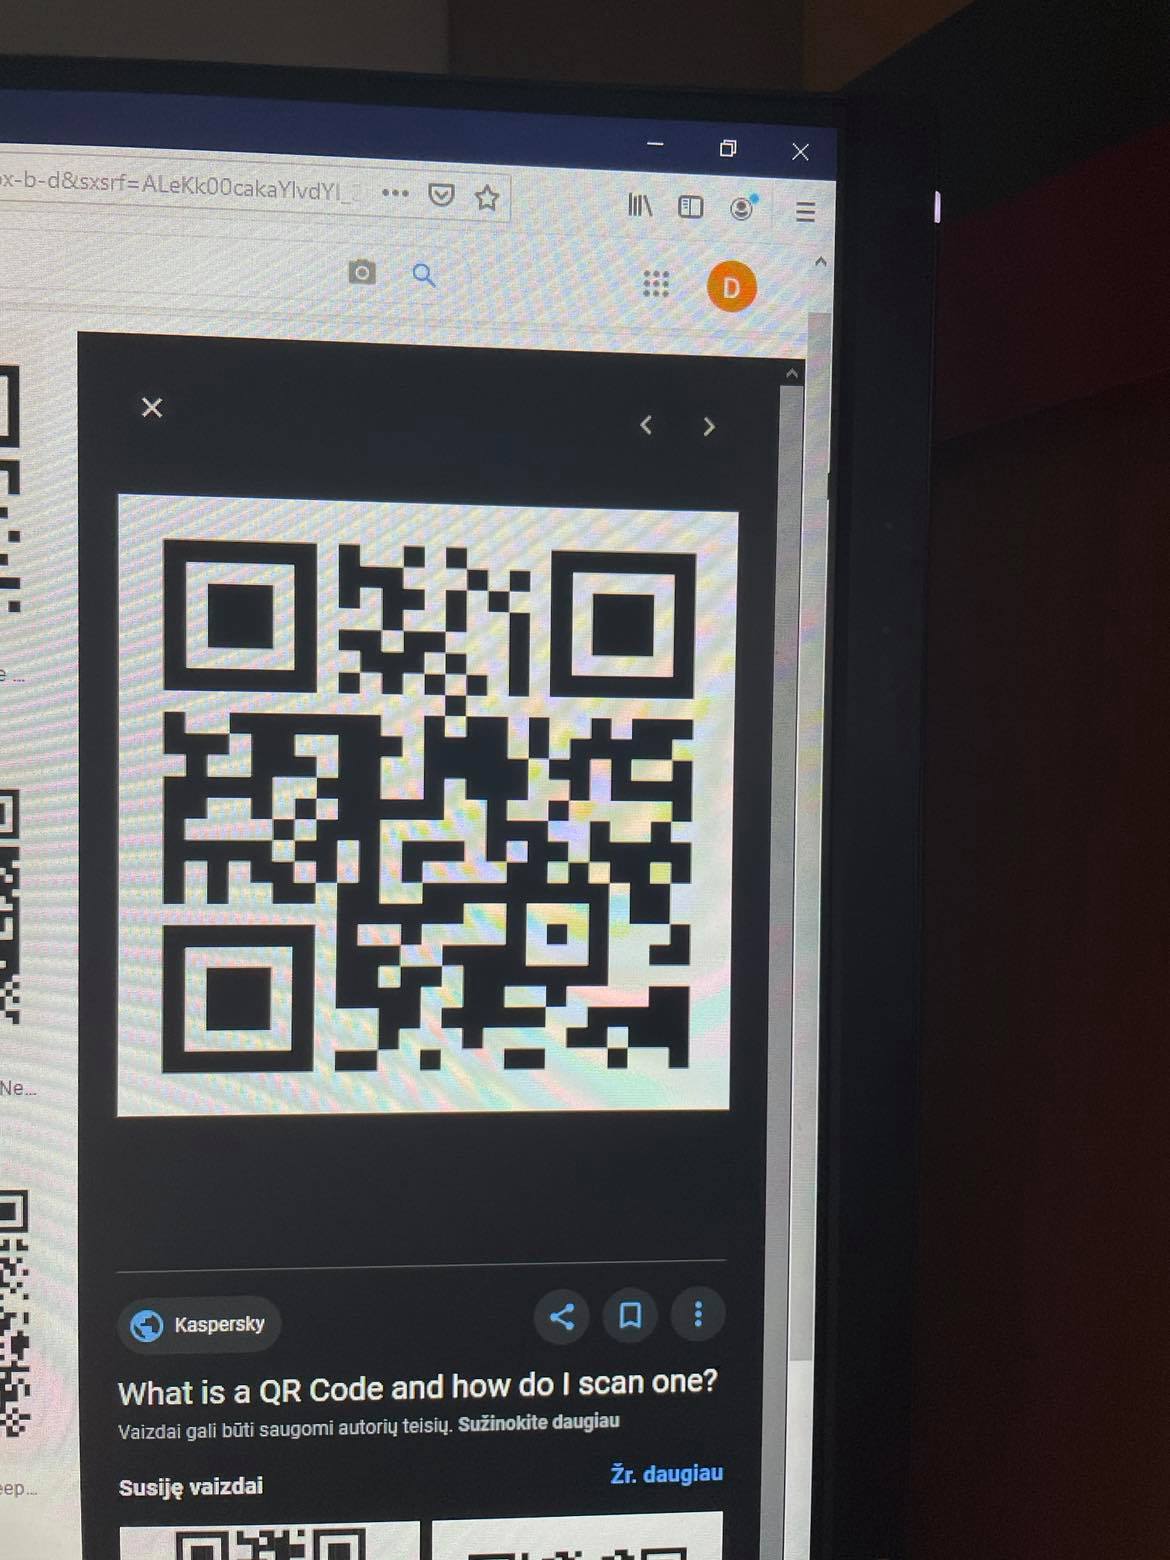 x-b-d&sxsrf=ALeKk00cakaYlvdYI_
D
Kaspersky
What is a QR Code and how do I scan one?
Vaizdai gali būti saugomi autorių teisių. Sužinokite daugiau
Susiję vaizdai
Žr. daugiau